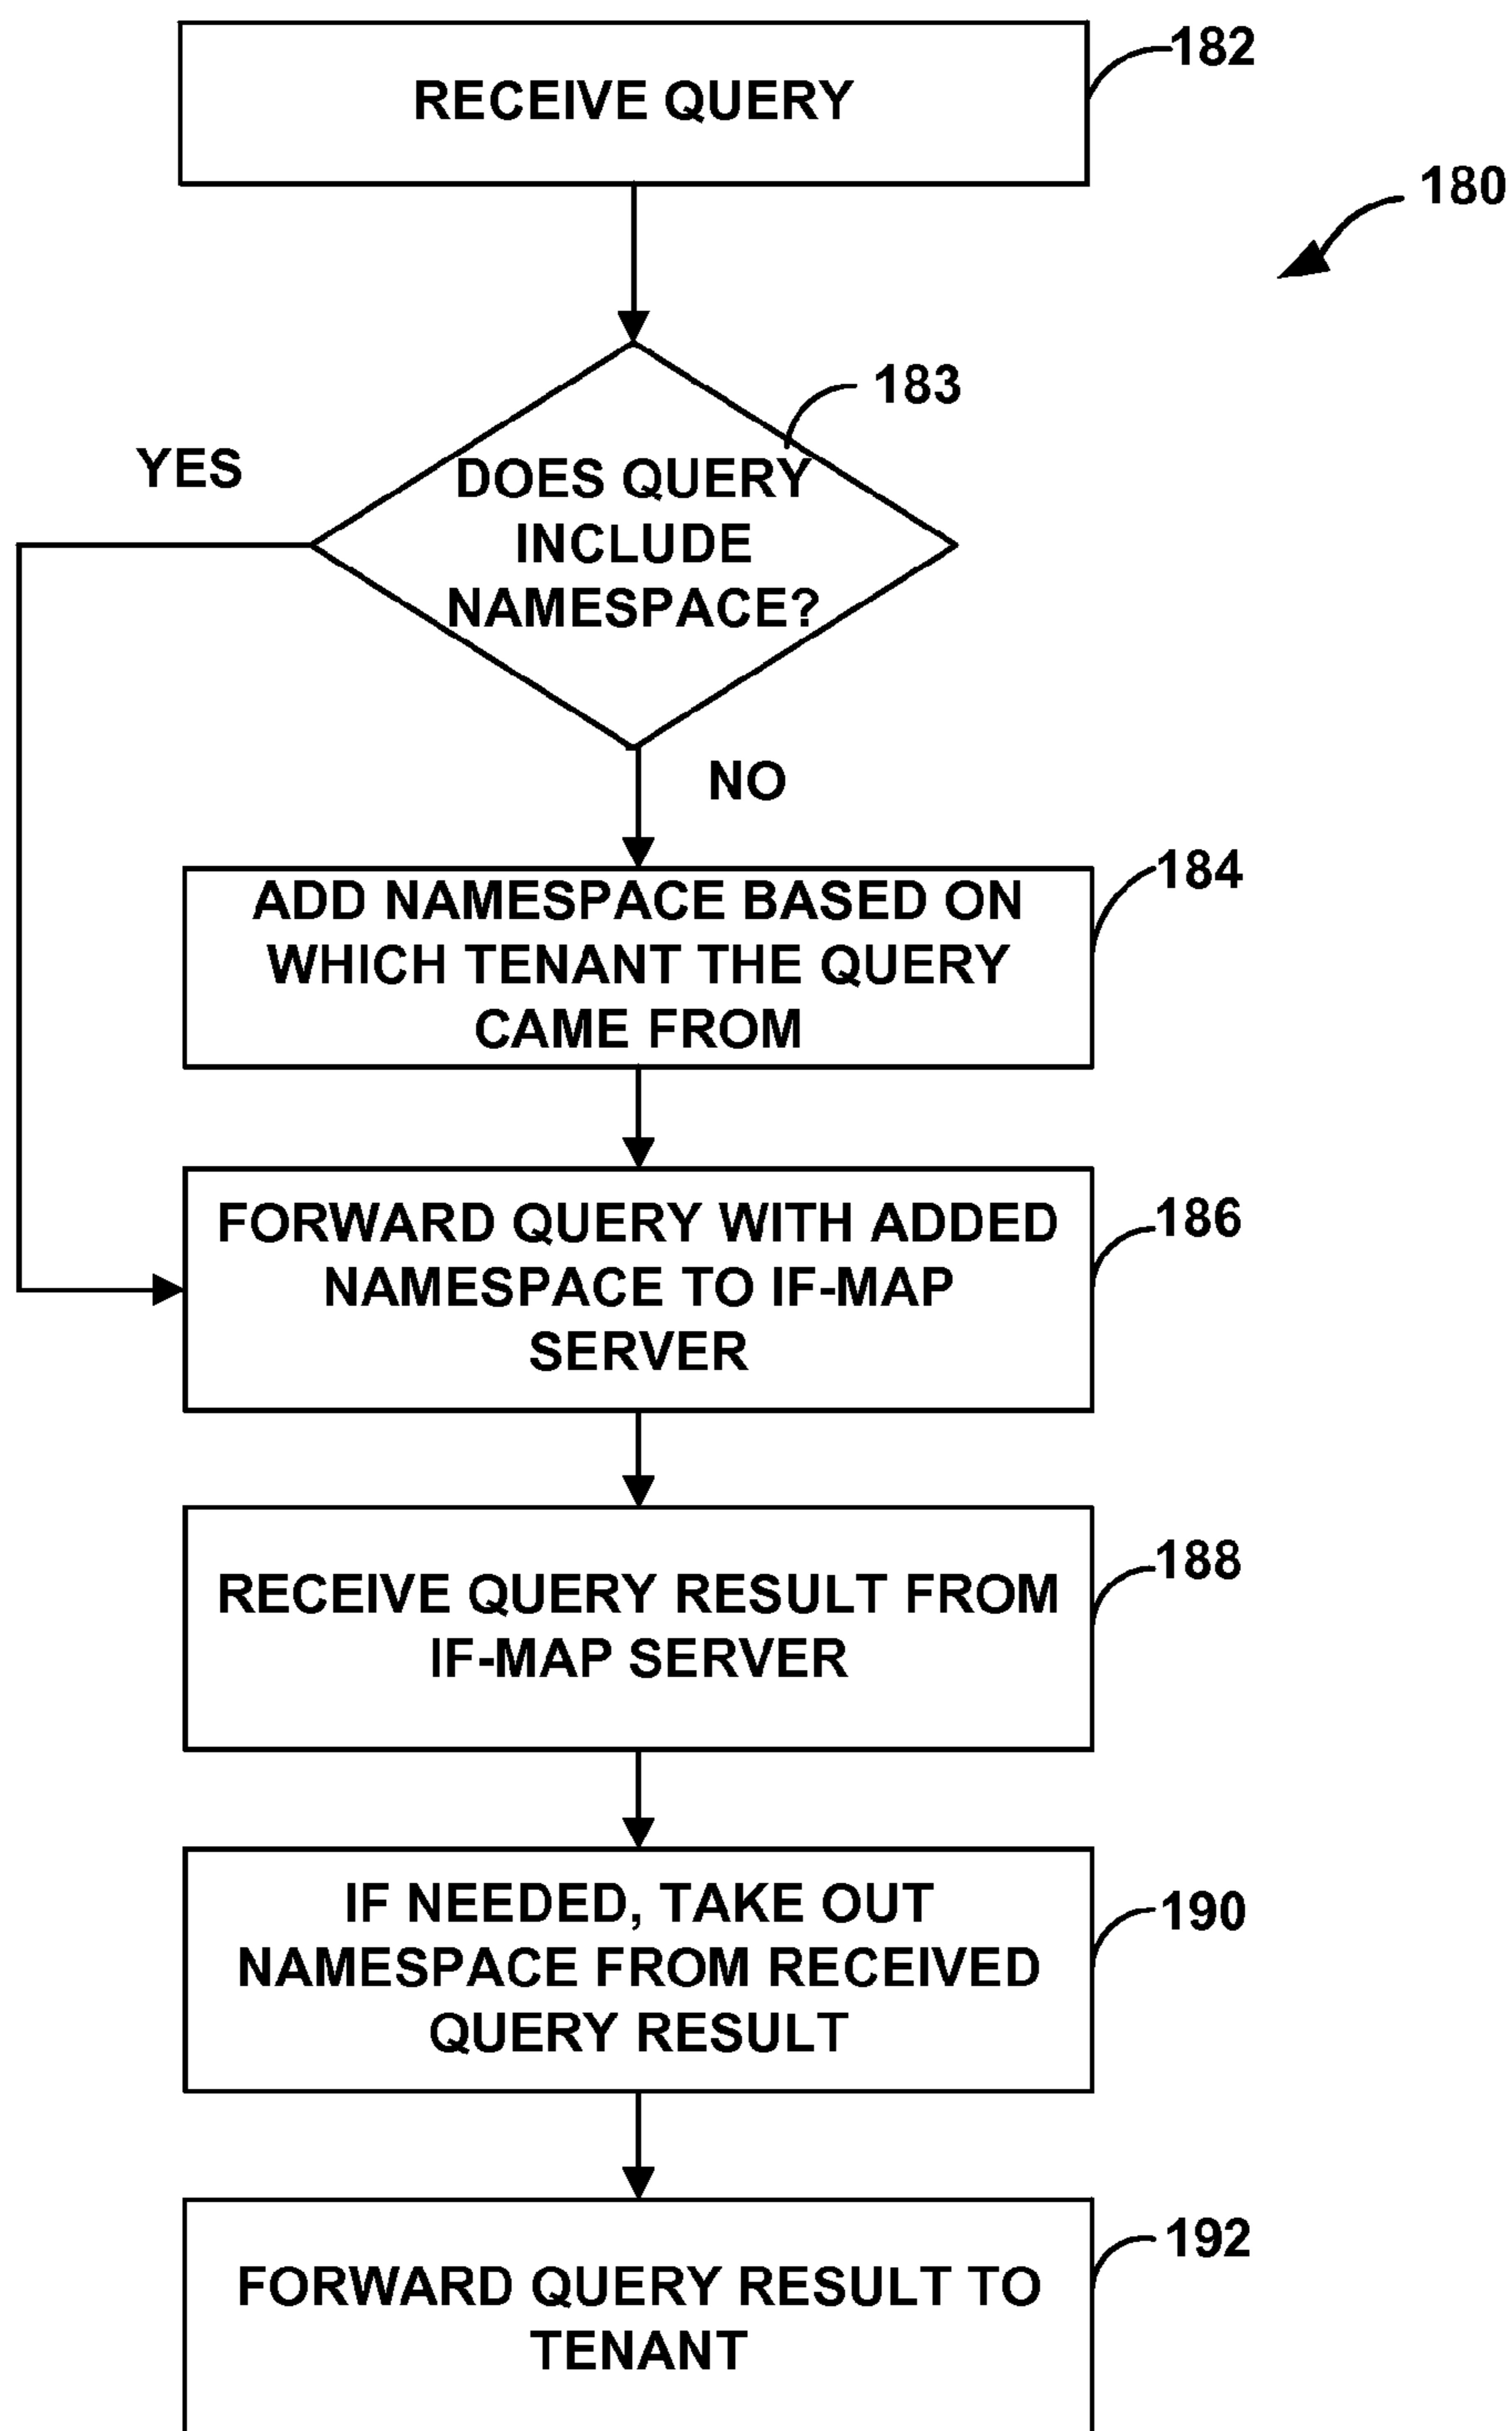 RECEIVE QUERY
182
180
183
YES
DOES QUERY
INCLUDE
NAMESPACE?
NO
ADD NAMESPACE BASED ON
WHICH TENANT THE QUERY
CAME FROM
184
FORWARD QUERY WITH ADDED
NAMESPACE TO IF-MAP
SERVER
186
RECEIVE QUERY RESULT FROM
IF-MAP SERVER
188
IF NEEDED, TAKE OUT
NAMESPACE FROM RECEIVED
QUERY RESULT
190
FORWARD QUERY RESULT TO
TENANT
192